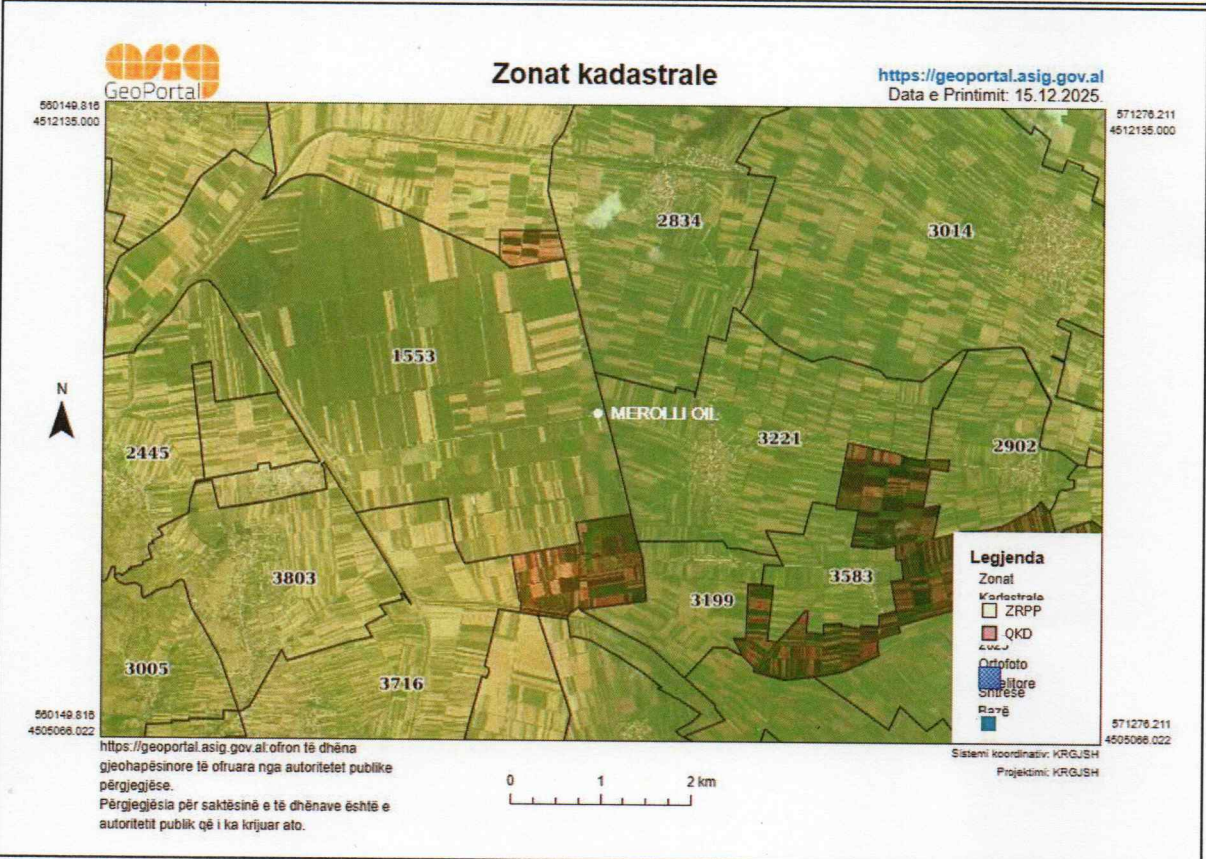 asig
GeoPortal
Zonat kadastrale
https://geoportal.asig.gov.al
Data e Printimit: 15.12.2025.
560149.816
4512135.000
571276.211
4512135.000
2834
3014
1553
N
MEROLLI OIL
2445
3221
2902
3803
3583
3199
3005
3716
Legjenda
Zonat
Kadastrale
ZRPP
QKD
Ortofoto
Shtresë
Bazë
560149.816
4505066.022
571276.211
4505066.022
https://geoportal.asig.gov.al:ofron të dhëna
gjeohapësinore të ofruara nga autoritetet publike
përgjegjëse.
Përgjegjësia për saktësinë e të dhënave është e
autoritetit publik që i ka krijuar ato.
0 1 2 km
Sistemi koordinativ: KRGJSH
Projektimi: KRGJSH